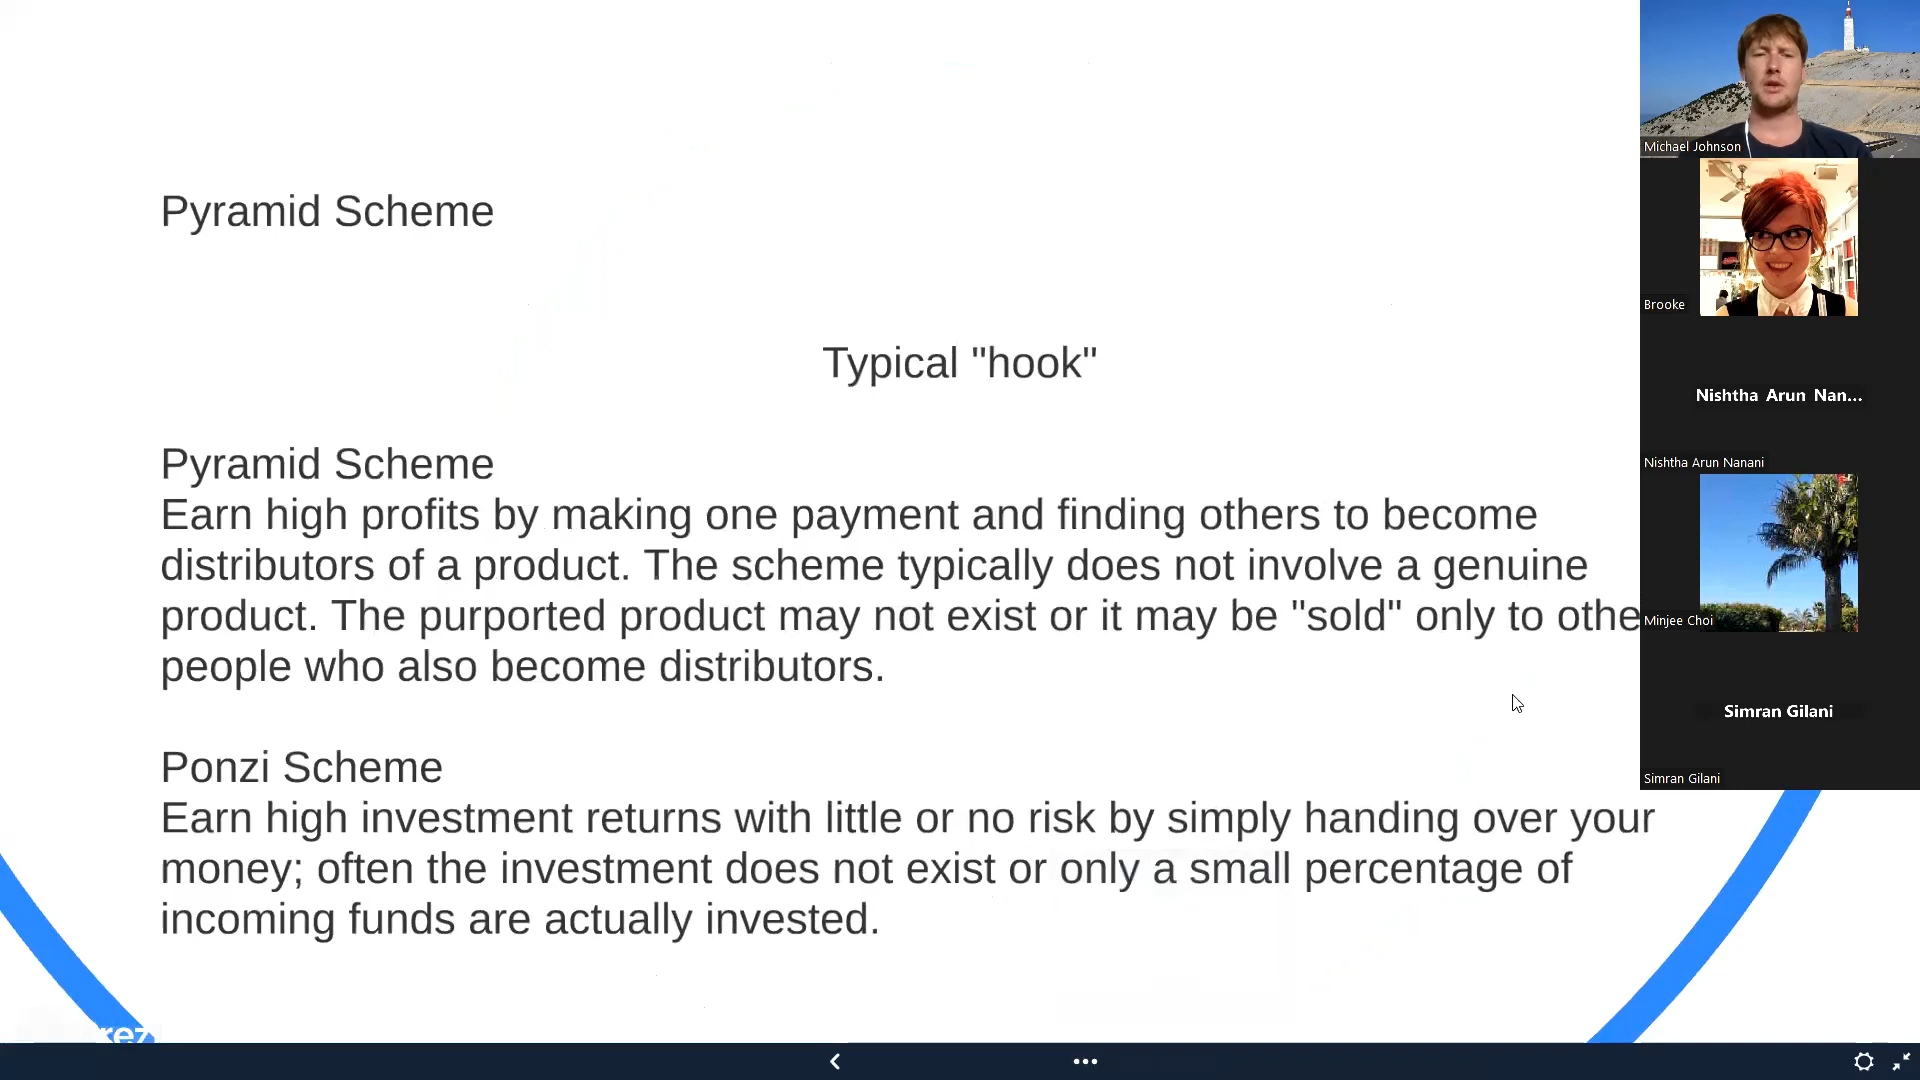 Pyramid Scheme
Typical "hook"
Pyramid Scheme
Earn high profits by making one payment and finding others to become
distributors of a product. The scheme typically does not involve a genuine
product. The purported product may not exist or it may be "sold" only to othe
people who also become distributors.
Ponzi Scheme
Earn high investment returns with little or no risk by simply handing over your
money; often the investment does not exist or only a small percentage of
incoming funds are actually invested.
Michael Johnson
Brooke
Nishtha Arun Nan...
Nishtha Arun Nanani
Minjee Choi
Simran Gilani
Simran Gilani